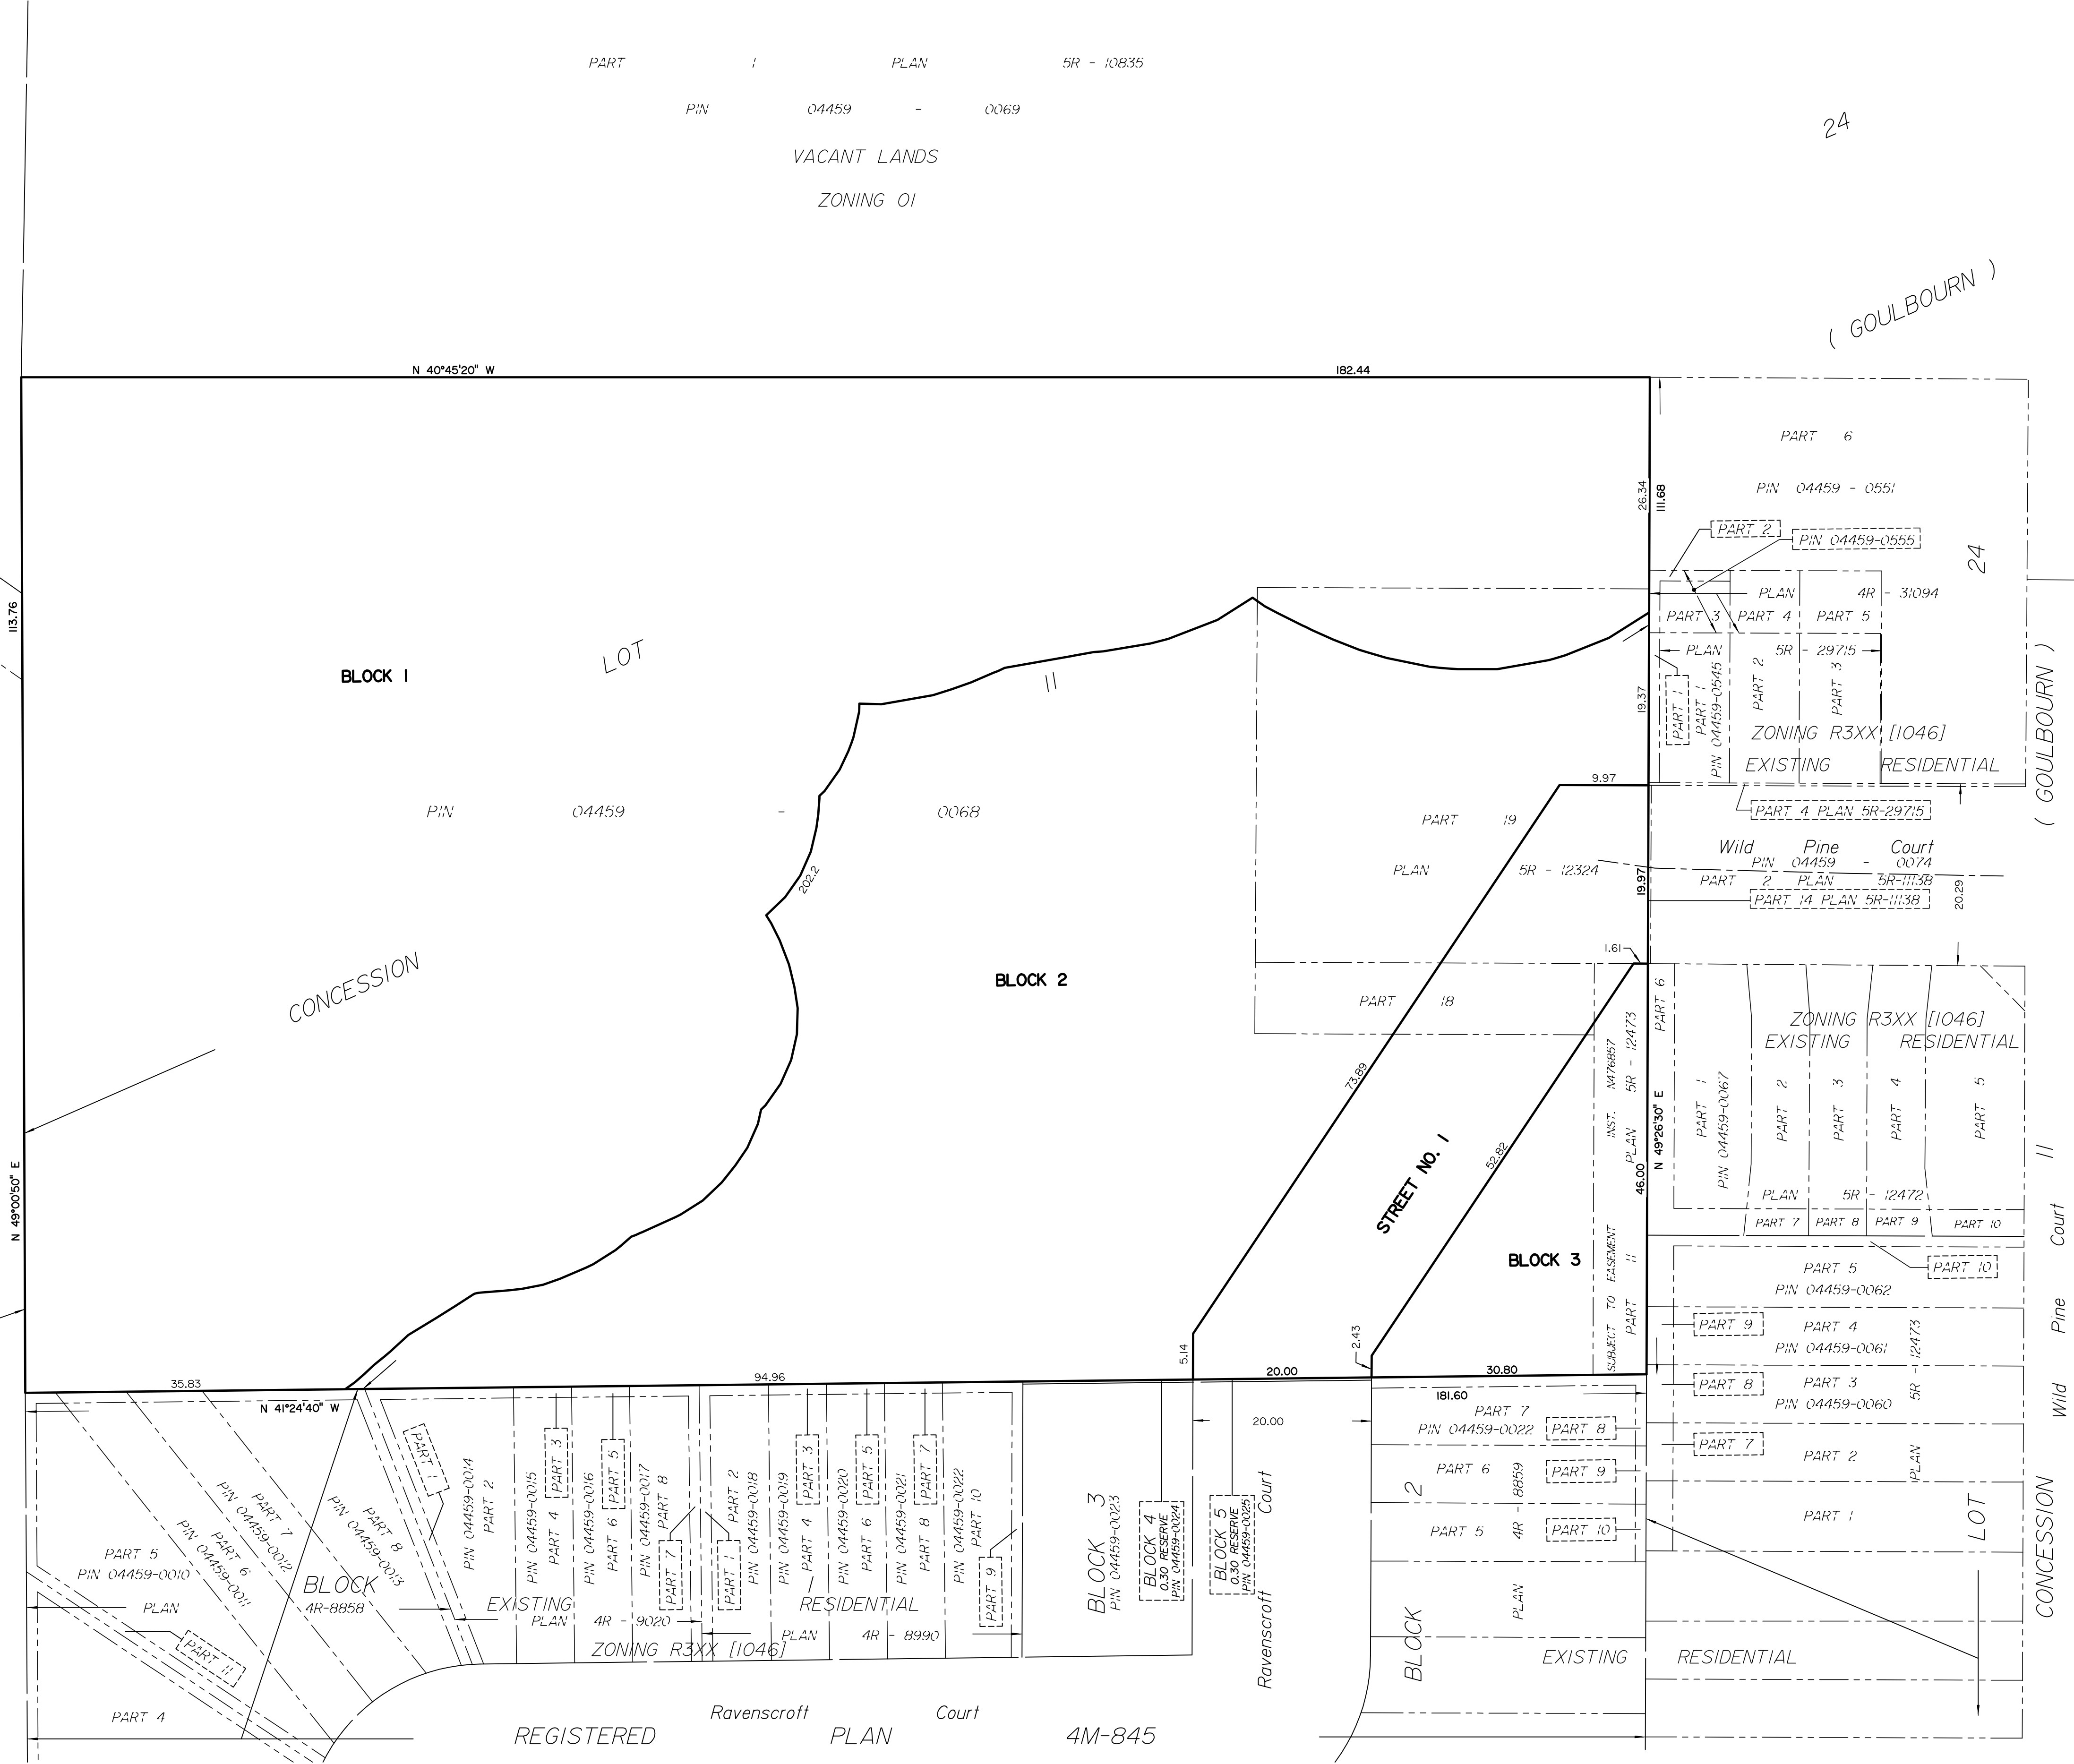 PART 1 PLAN 5R - 10835
PIN 04459 - 0069
VACANT LANDS
ZONING O1
24
( GOULBOURN )
N 40°45'20" W
182.44
113.76
N 49°00'50" E
BLOCK 1
LOT 11
PIN 04459 - 0068
CONCESSION
202.2
BLOCK 2
26.34
111.68
19.37
9.97
19.97
1.61
PART 19
PLAN 5R - 12324
PART 18
73.89
52.82
STREET NO. 1
BLOCK 3
5.14
2.43
46.00
N 49°26'30" E
SUBJECT TO EASEMENT INST. N476857
PART 11 PLAN 5R - 12473
PART 6
35.83
94.96
20.00
30.80
N 41°24'40" W
181.60
PART 6
PIN 04459 - 0551
PART 2
PIN 04459-0555
24
PLAN 4R - 31094
PART 3
PART 4
PART 5
PLAN 5R - 29715
PART 1
PART 1
PIN 04459-0545
PART 2
PART 3
ZONING R3XX [1046]
EXISTING RESIDENTIAL
PART 4 PLAN 5R-29715
Wild Pine Court
PIN 04459 - 0074
PART 2 PLAN 5R-11138
PART 14 PLAN 5R-11138
20.29
( GOULBOURN )
ZONING R3XX [1046]
EXISTING RESIDENTIAL
PART 1
PIN 04459-0067
PART 2
PART 3
PART 4
PART 5
PLAN 5R - 12472
PART 7
PART 8
PART 9
PART 10
PART 10
PART 5
PIN 04459-0062
PART 9
PART 4
PIN 04459-0061
PART 8
PART 3
PIN 04459-0060
PART 7
PART 2
PLAN 5R - 12473
PART 1
LOT
CONCESSION 11
Wild Pine Court
PART 5
PIN 04459-0010
PLAN
PART 11
PART 4
PART 6
PIN 04459-0011
PART 7
PIN 04459-0012
PART 8
PIN 04459-0013
BLOCK
4R-8858
PART 1
PIN 04459-0014
PART 2
PIN 04459-0015
PART 4
PART 3
PIN 04459-0016
PART 6
PART 5
PIN 04459-0017
PART 8
PART 7
EXISTING RESIDENTIAL
PLAN 4R - 9020
PART 1
PART 2
PIN 04459-0018
PIN 04459-0019
PART 4
PART 3
PIN 04459-0020
PART 6
PART 5
PIN 04459-0021
PART 8
PART 7
PIN 04459-0022
PART 10
PART 9
PLAN 4R - 8990
ZONING R3XX [1046]
BLOCK 3
PIN 04459-0023
BLOCK 4
0.30 RESERVE
PIN 04459-0024
BLOCK 5
0.30 RESERVE
PIN 04459-0025
20.00
Ravenscroft Court
BLOCK 2
PART 7
PIN 04459-0022
PART 8
PART 6
PART 9
PART 5
PART 10
PLAN 4R - 8859
EXISTING RESIDENTIAL
Ravenscroft Court
REGISTERED PLAN 4M-845